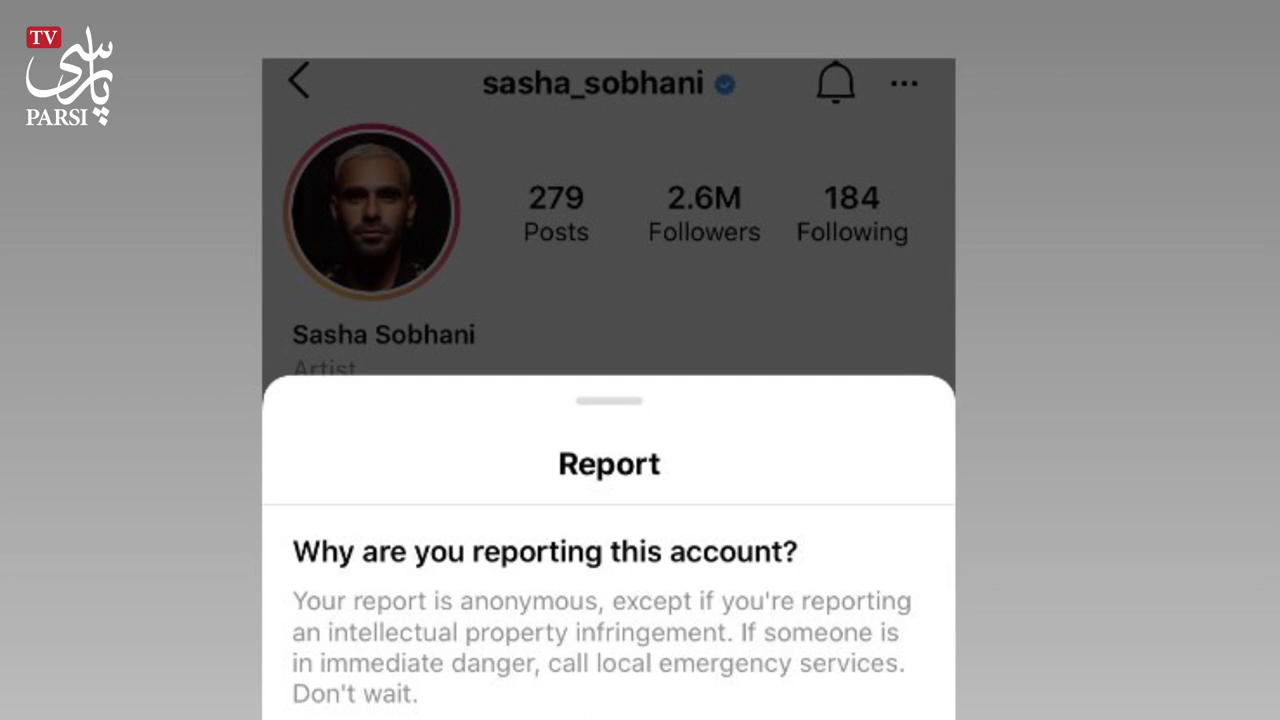 TV
پارسی
PARSI
sasha_sobhani
279
2.6M
184
Posts
Followers
Following
Sasha Sobhani
Artist
Report
Why are you reporting this account?
Your report is anonymous, except if you're reporting
an intellectual property infringement. If someone is
in immediate danger, call local emergency services.
Don't wait.